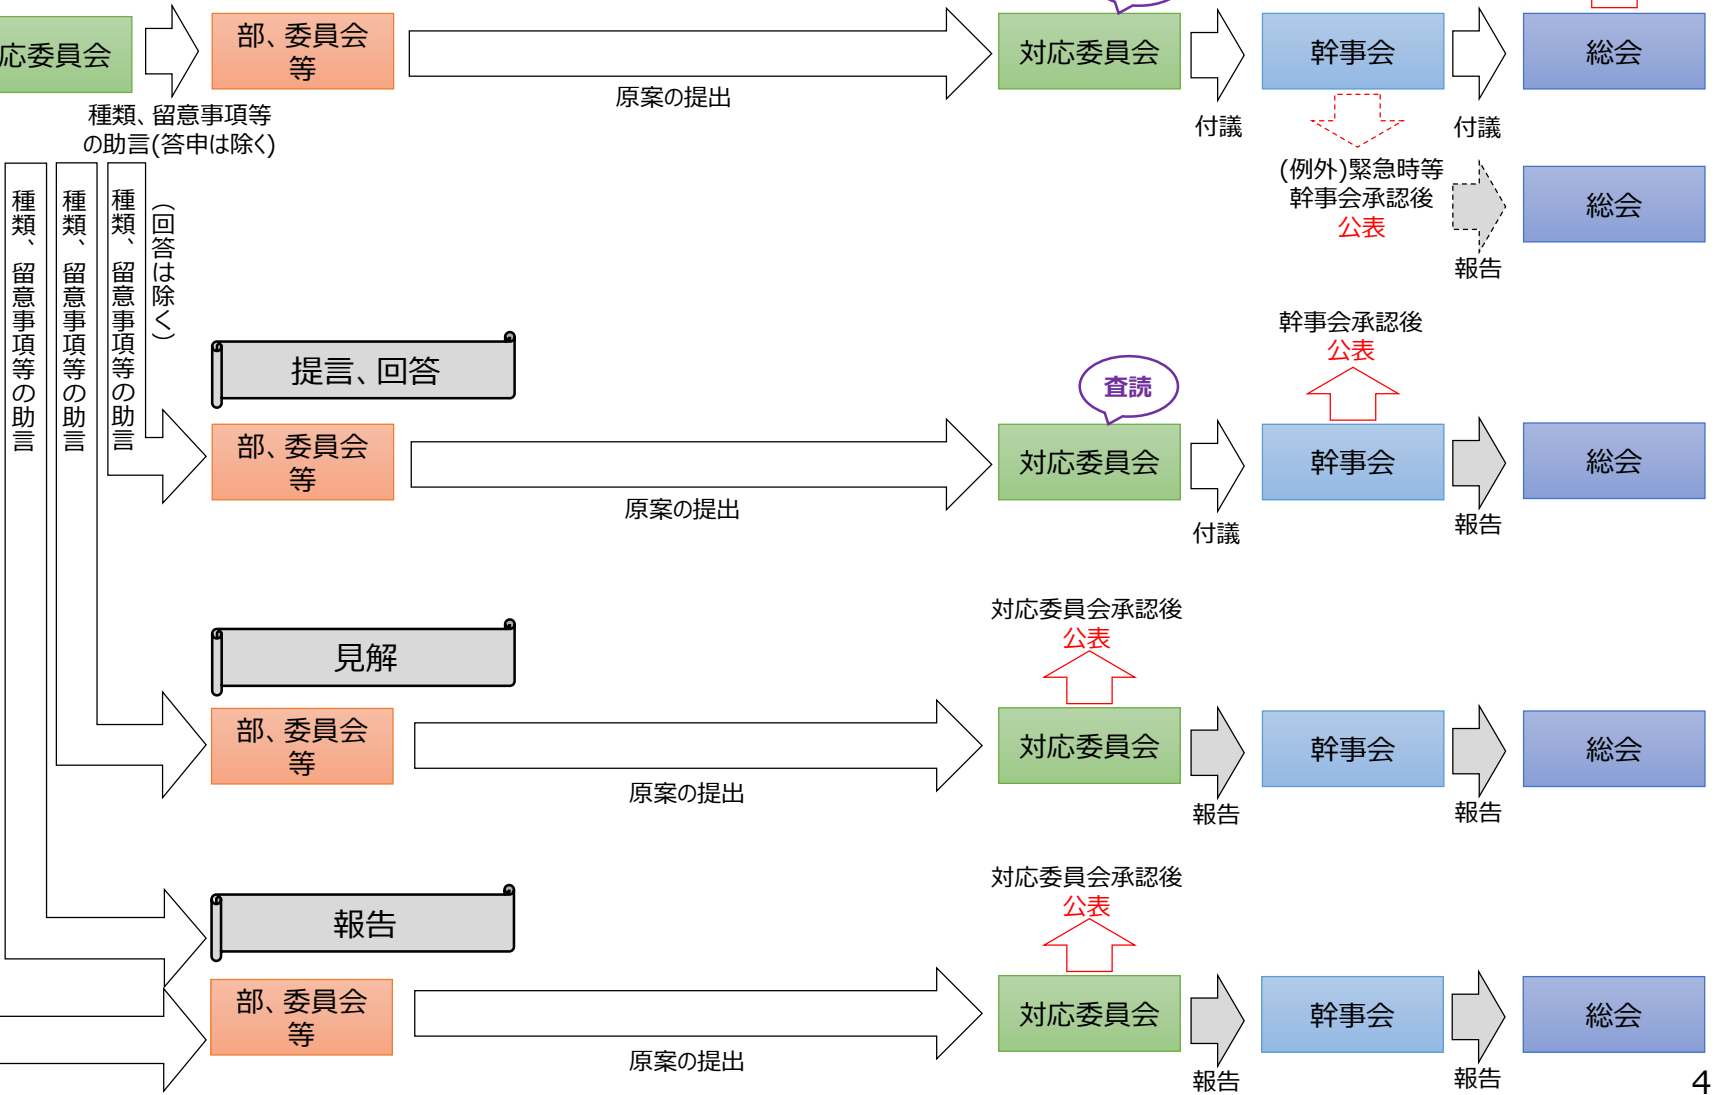 応委員会
部、委員会
等
対応委員会
幹事会
総会
原案の提出
種類、留意事項等
の助言(答申は除く)
付議
付議
(例外)緊急時等
幹事会承認後
公表
総会
報告
種類、留意事項等の助言
種類、留意事項等の助言
種類、留意事項等の助言
（回答は除く）
提言、回答
査読
幹事会承認後
公表
部、委員会
等
対応委員会
幹事会
総会
原案の提出
付議
報告
見解
対応委員会承認後
公表
部、委員会
等
対応委員会
幹事会
総会
原案の提出
報告
報告
報告
対応委員会承認後
公表
部、委員会
等
対応委員会
幹事会
総会
原案の提出
報告
報告
4